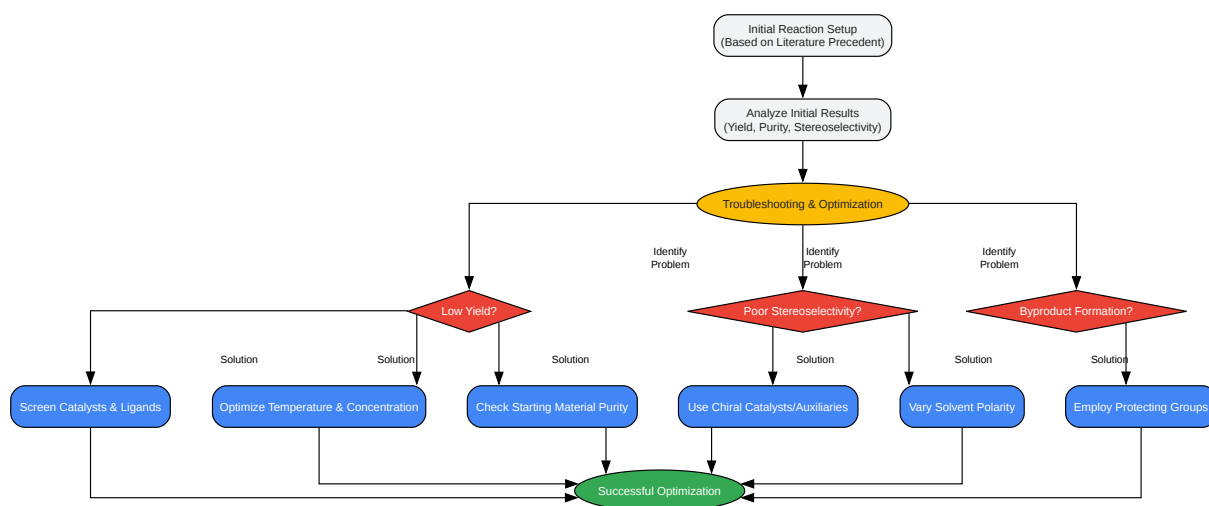 Initial Reaction Setup
(Based on Literature Precedent)
Analyze Initial Results
(Yield, Purity, Stereoselectivity)
Troubleshooting & Optimization
Identify
Problem
Identify
Problem
Identify
Problem
Low Yield?
Poor Stereoselectivity?
Byproduct Formation?
Solution
Solution
Solution
Solution
Solution
Solution
Screen Catalysts & Ligands
Optimize Temperature & Concentration
Check Starting Material Purity
Use Chiral Catalysts/Auxiliaries
Vary Solvent Polarity
Employ Protecting Groups
Successful Optimization